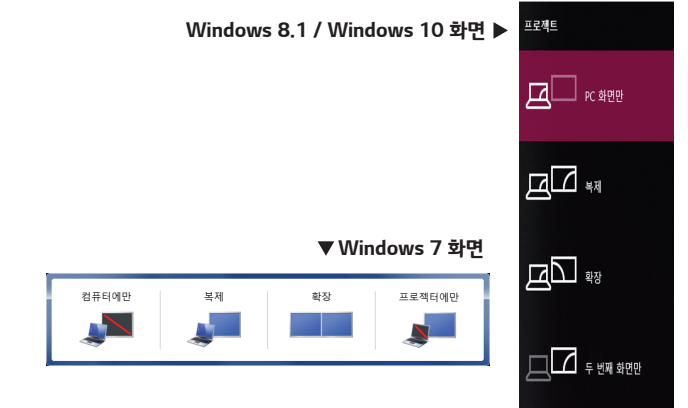 Windows 8.1 / Windows 10 화면 ▶
프로젝트
PC 화면만
복제
확장
두 번째 화면만
▼Windows 7 화면
컴퓨터에만
복제
확장
프로젝터에만